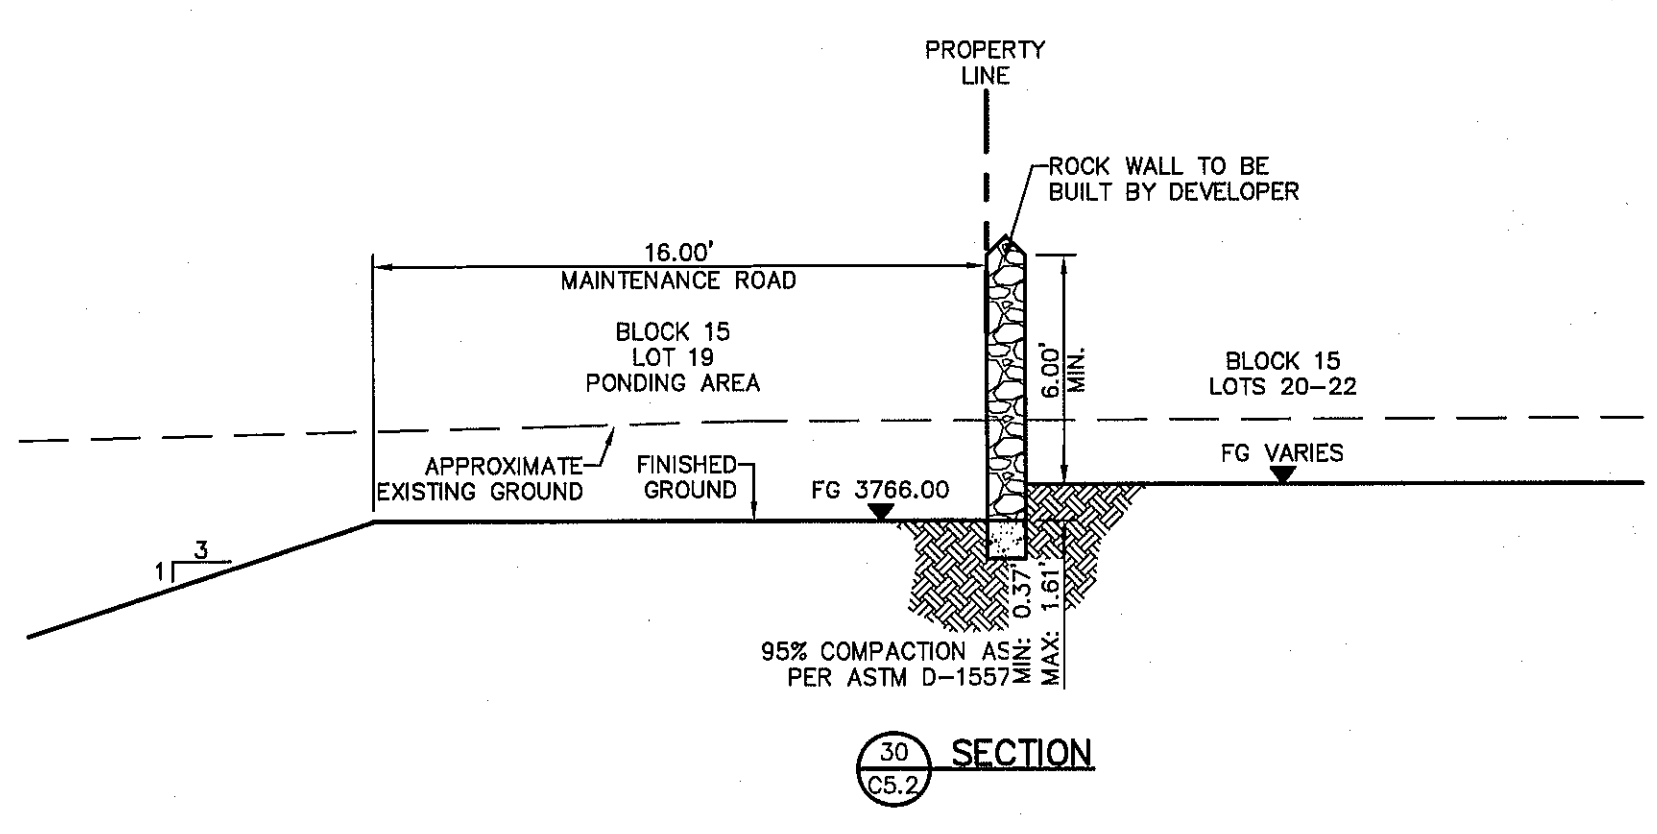 PROPERTY
LINE
ROCK WALL TO BE
BUILT BY DEVELOPER
16.00'
MAINTENANCE ROAD
BLOCK 15
LOT 19
PONDING AREA
6.00'
MIN.
BLOCK 15
LOTS 20-22
APPROXIMATE
EXISTING GROUND
FINISHED
GROUND
FG 3766.00
FG VARIES
1
3
95% COMPACTION AS
PER ASTM D-1557
MIN: 0.37'
MAX: 1.61'
30
C5.2
SECTION